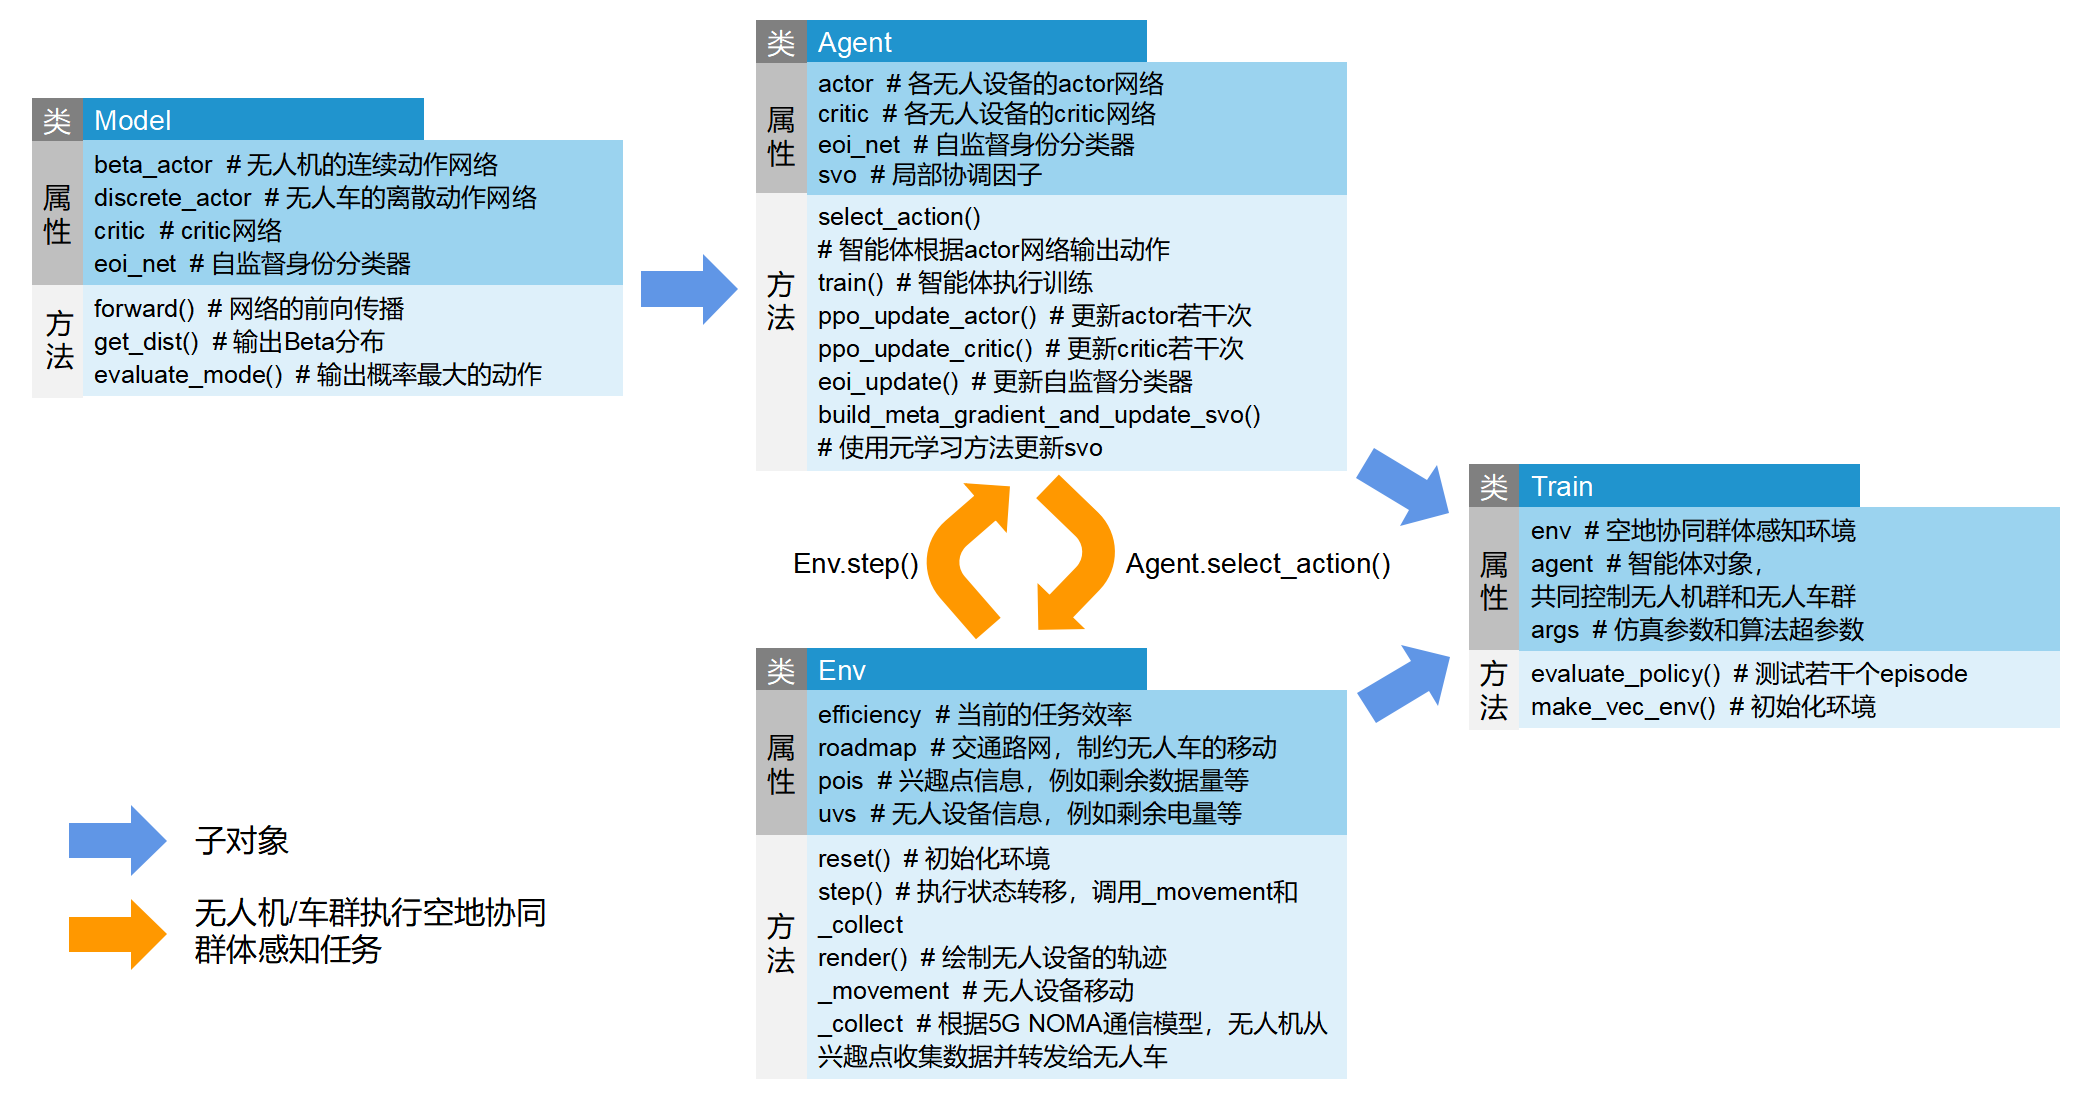 类 Model
属性
beta_actor # 无人机的连续动作网络
discrete_actor # 无人车的离散动作网络
critic # critic网络
eoi_net # 自监督身份分类器
方法
forward() # 网络的前向传播
get_dist() # 输出Beta分布
evaluate_mode() # 输出概率最大的动作
类 Agent
属性
actor # 各无人设备的actor网络
critic # 各无人设备的critic网络
eoi_net # 自监督身份分类器
svo # 局部协调因子
方法
select_action()
# 智能体根据actor网络输出动作
train() # 智能体执行训练
ppo_update_actor() # 更新actor若干次
ppo_update_critic() # 更新critic若干次
eoi_update() # 更新自监督分类器
build_meta_gradient_and_update_svo()
# 使用元学习方法更新svo
Env.step()
Agent.select_action()
类 Env
属性
efficiency # 当前的任务效率
roadmap # 交通路网，制约无人车的移动
pois # 兴趣点信息，例如剩余数据量等
uvs # 无人设备信息，例如剩余电量等
方法
reset() # 初始化环境
step() # 执行状态转移，调用_movement和
_collect
render() # 绘制无人设备的轨迹
_movement # 无人设备移动
_collect # 根据5G NOMA通信模型，无人机从
兴趣点收集数据并转发给无人车
类 Train
属性
env # 空地协同群体感知环境
agent # 智能体对象，
共同控制无人机群和无人车群
args # 仿真参数和算法超参数
方法
evaluate_policy() # 测试若干个episode
make_vec_env() # 初始化环境
子对象
无人机/车群执行空地协同
群体感知任务